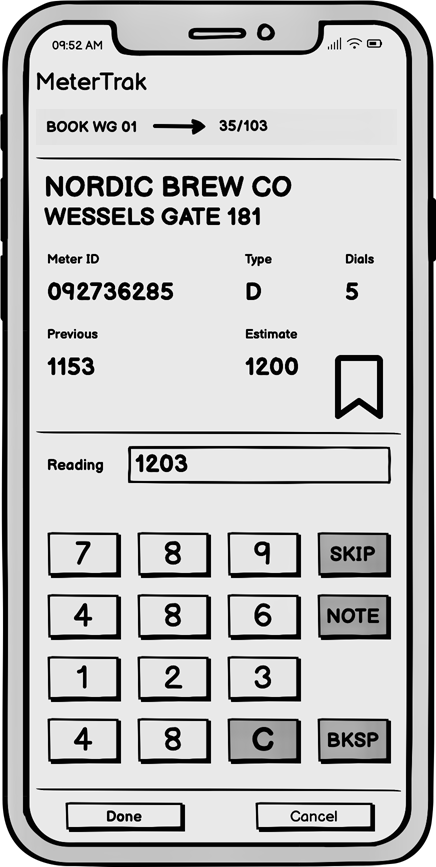 09:52 AM
MeterTrak
BOOK WG 01 35/103
NORDIC BREW CO
WESSELS GATE 181
Meter ID Type Dials
092736285 D 5
Previous Estimate
1153 1200
Reading 1203
7 8 9 SKIP
4 8 6 NOTE
1 2 3
4 8 C BKSP
Done Cancel